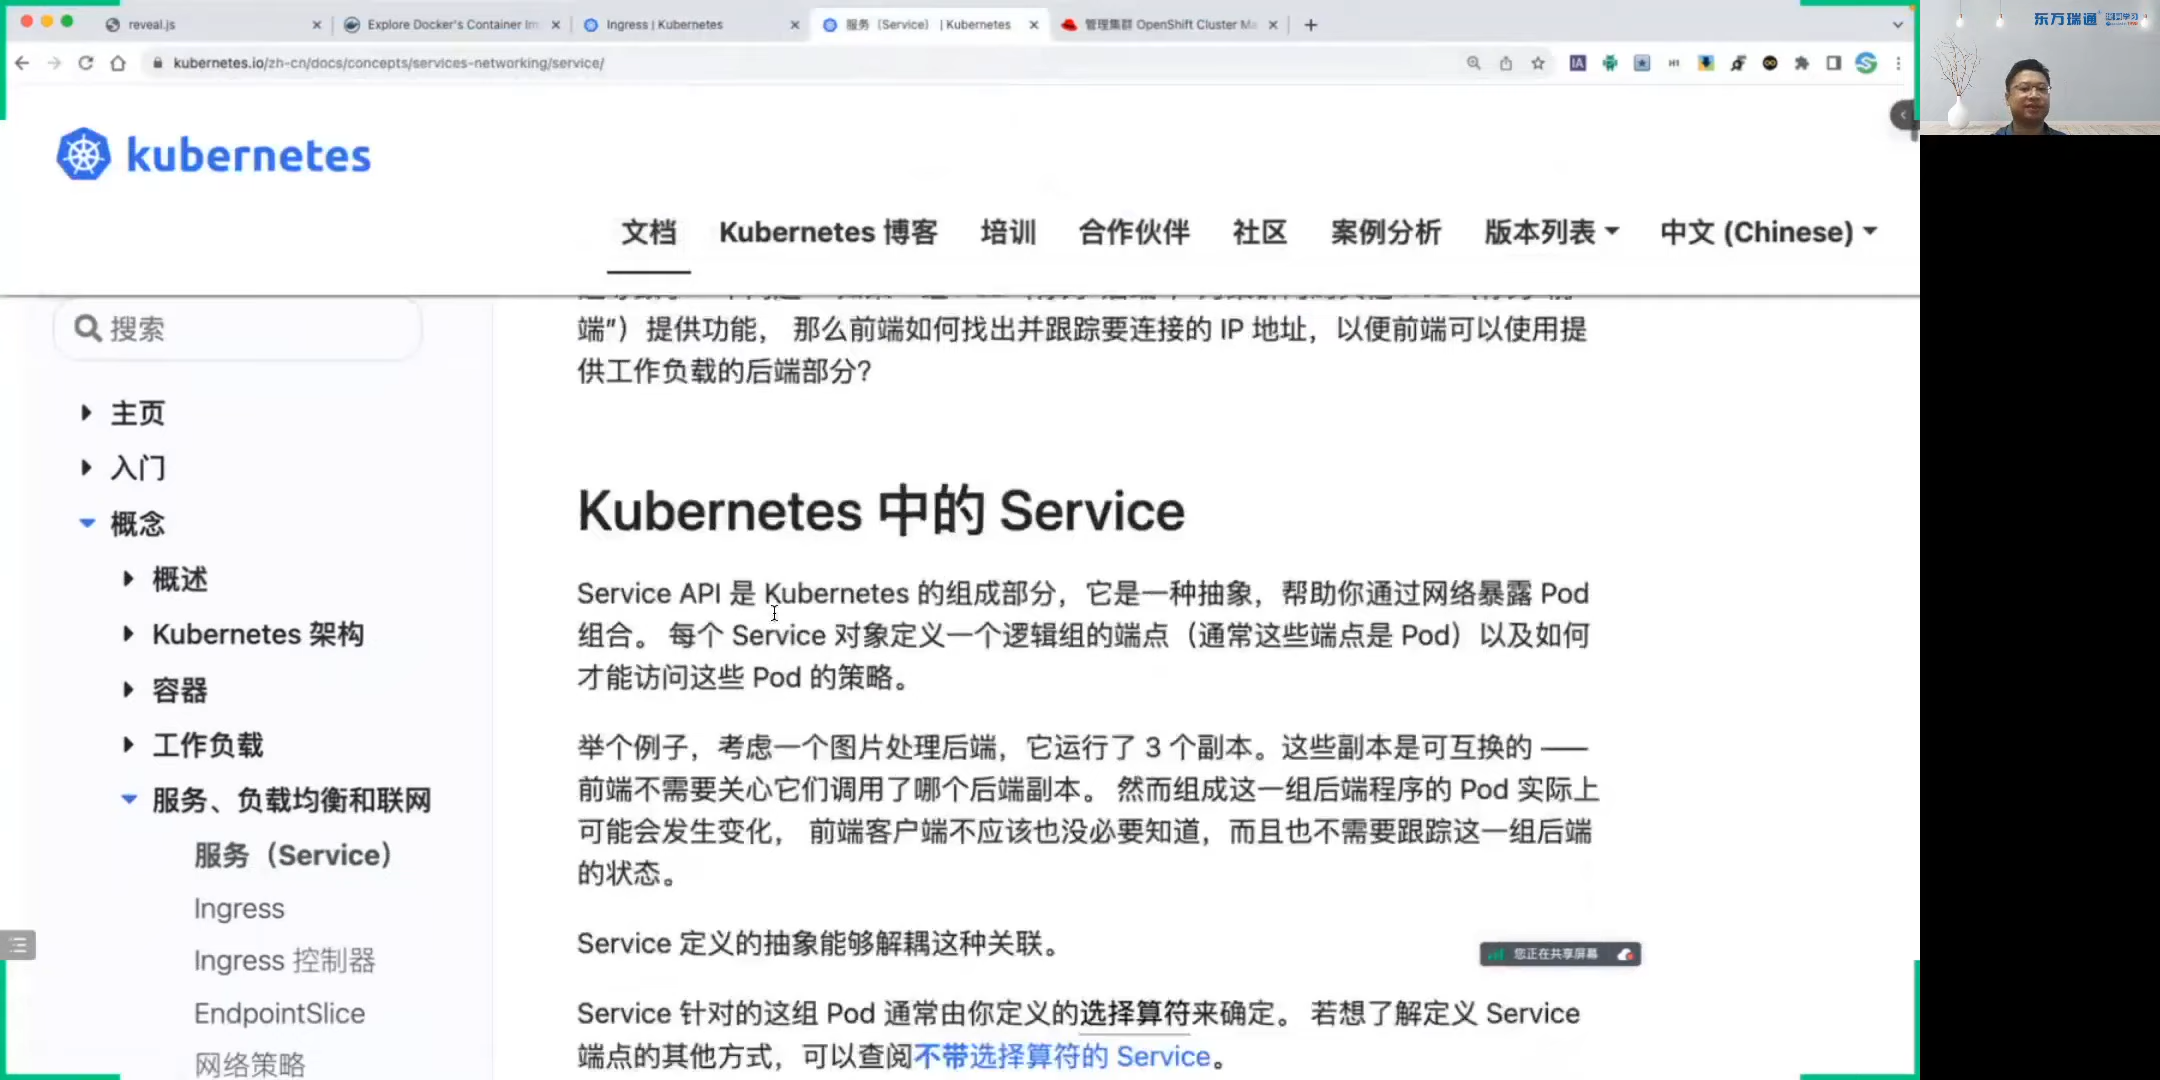 reveal.js
Explore Docker's Container Im
Ingress | Kubernetes
服务（Service） | Kubernetes
管理集群 OpenShift Cluster Ma
kubernetes.io/zh-cn/docs/concepts/services-networking/service/
东方瑞通
kubernetes
文档
Kubernetes 博客
培训
合作伙伴
社区
案例分析
版本列表
中文 (Chinese)
搜索
主页
入门
概念
概述
Kubernetes 架构
容器
工作负载
服务、负载均衡和联网
服务（Service）
Ingress
Ingress 控制器
EndpointSlice
网络策略
端”）提供功能， 那么前端如何找出并跟踪要连接的 IP 地址，以便前端可以使用提
供工作负载的后端部分？
Kubernetes 中的 Service
Service API 是 Kubernetes 的组成部分，它是一种抽象，帮助你通过网络暴露 Pod
组合。 每个 Service 对象定义一个逻辑组的端点（通常这些端点是 Pod）以及如何
才能访问这些 Pod 的策略。
举个例子，考虑一个图片处理后端，它运行了 3 个副本。这些副本是可互换的 ——
前端不需要关心它们调用了哪个后端副本。 然而组成这一组后端程序的 Pod 实际上
可能会发生变化， 前端客户端不应该也没必要知道，而且也不需要跟踪这一组后端
的状态。
Service 定义的抽象能够解耦这种关联。
您正在共享屏幕
Service 针对的这组 Pod 通常由你定义的选择算符来确定。 若想了解定义 Service
端点的其他方式，可以查阅不带选择算符的 Service。